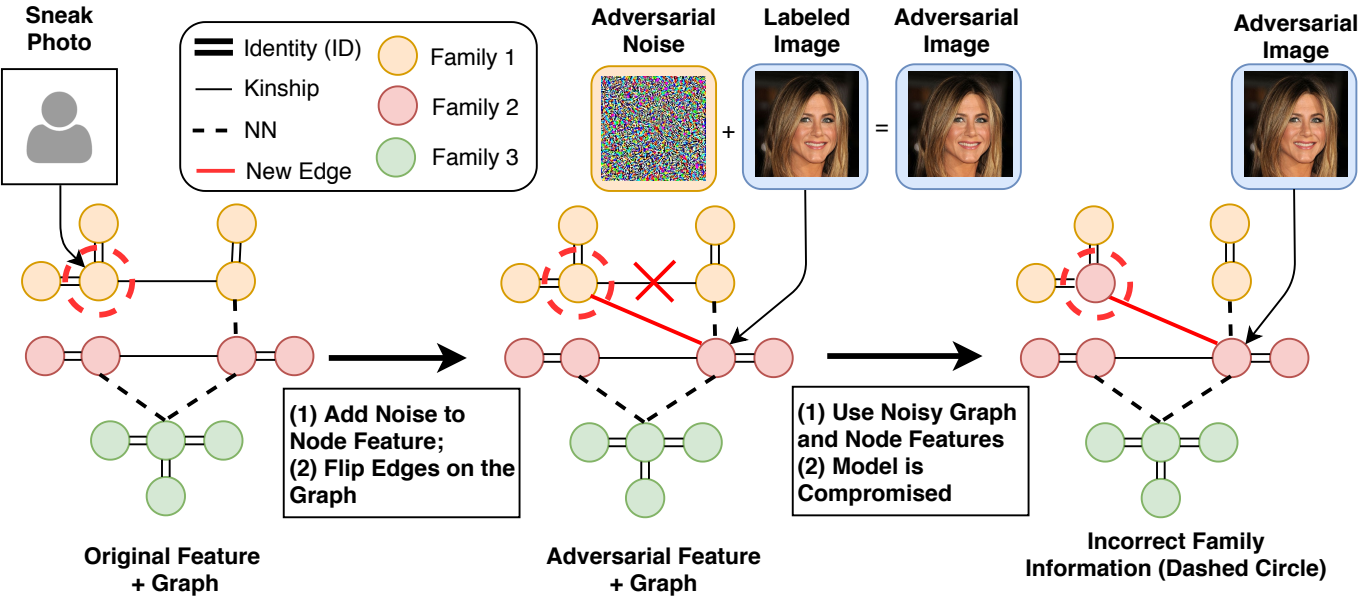 Sneak
Photo
Identity (ID)
Kinship
NN
New Edge
Family 1
Family 2
Family 3
Adversarial
Noise
+
Labeled
Image
=
Adversarial
Image
Adversarial
Image
(1) Add Noise to
Node Feature;
(2) Flip Edges on the
Graph
(1) Use Noisy Graph
and Node Features
(2) Model is
Compromised
Original Feature
+ Graph
Adversarial Feature
+ Graph
Incorrect Family
Information (Dashed Circle)